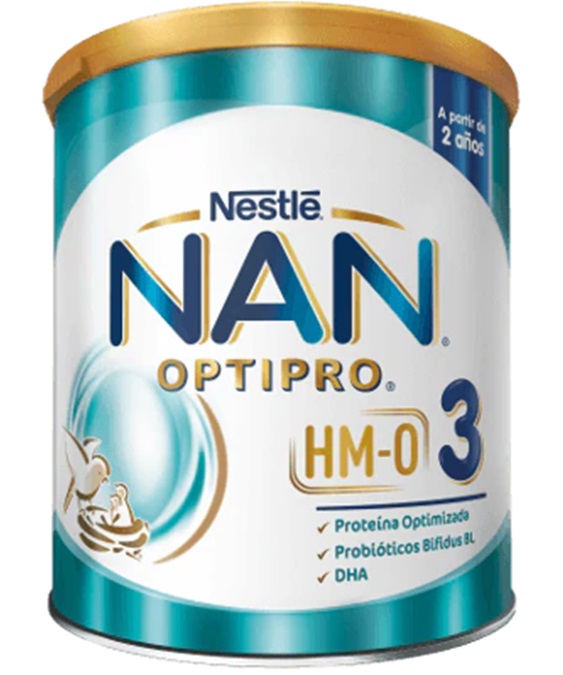 A partir de
2 años
Nestlé
NAN®
OPTIPRO®
HM-O 3
✓ Proteína Optimizada
✓ Probióticos Bifidus BL
✓ DHA